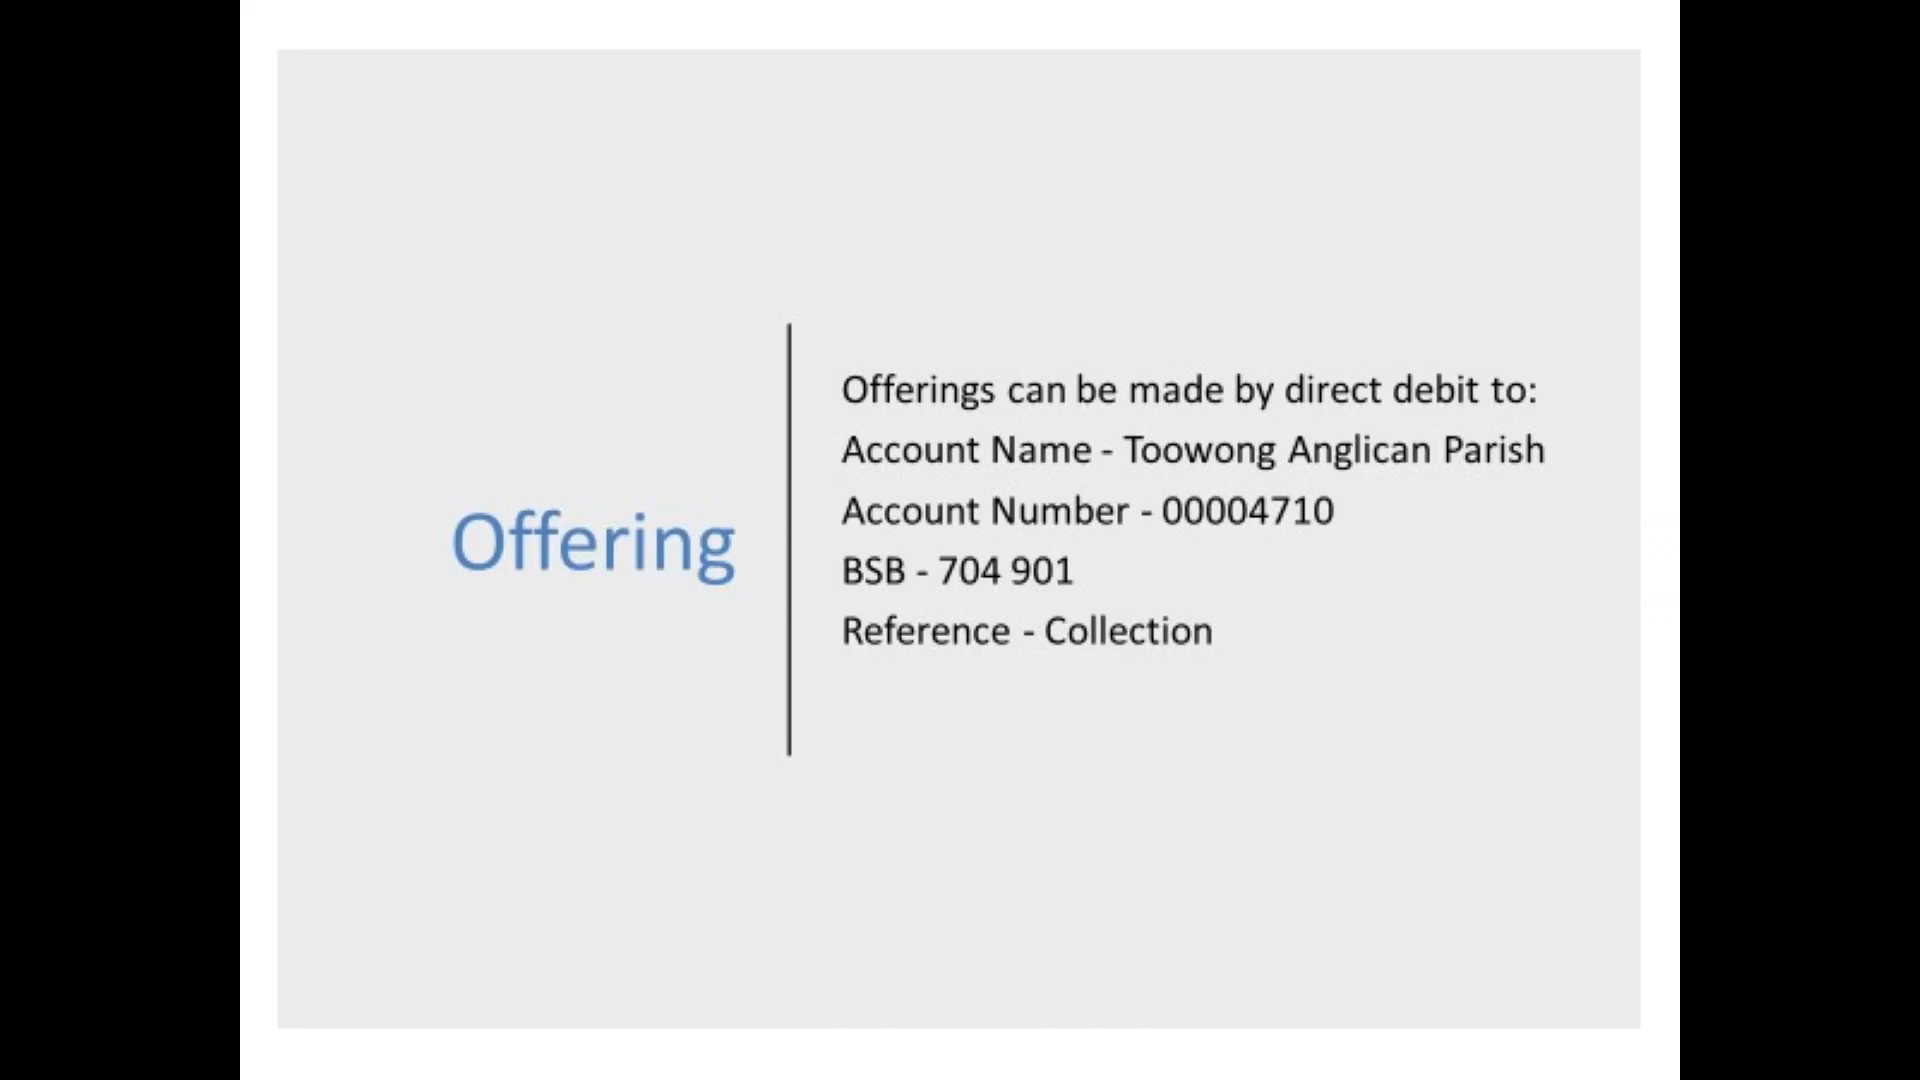 Offering
Offerings can be made by direct debit to:
Account Name - Toowong Anglican Parish
Account Number - 00004710
BSB - 704 901
Reference - Collection